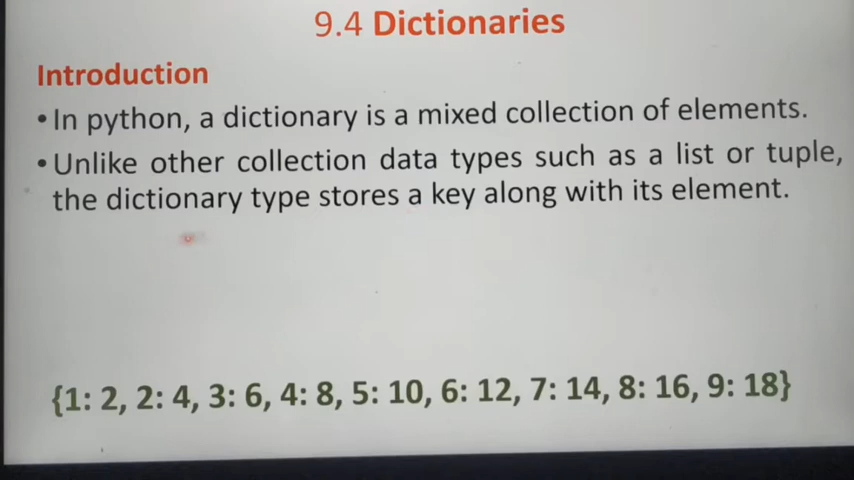 9.4 Dictionaries
Introduction
•In python, a dictionary is a mixed collection of elements.
•Unlike other collection data types such as a list or tuple,
the dictionary type stores a key along with its element.
{1: 2, 2: 4, 3: 6, 4: 8, 5: 10, 6: 12, 7: 14, 8: 16, 9: 18}